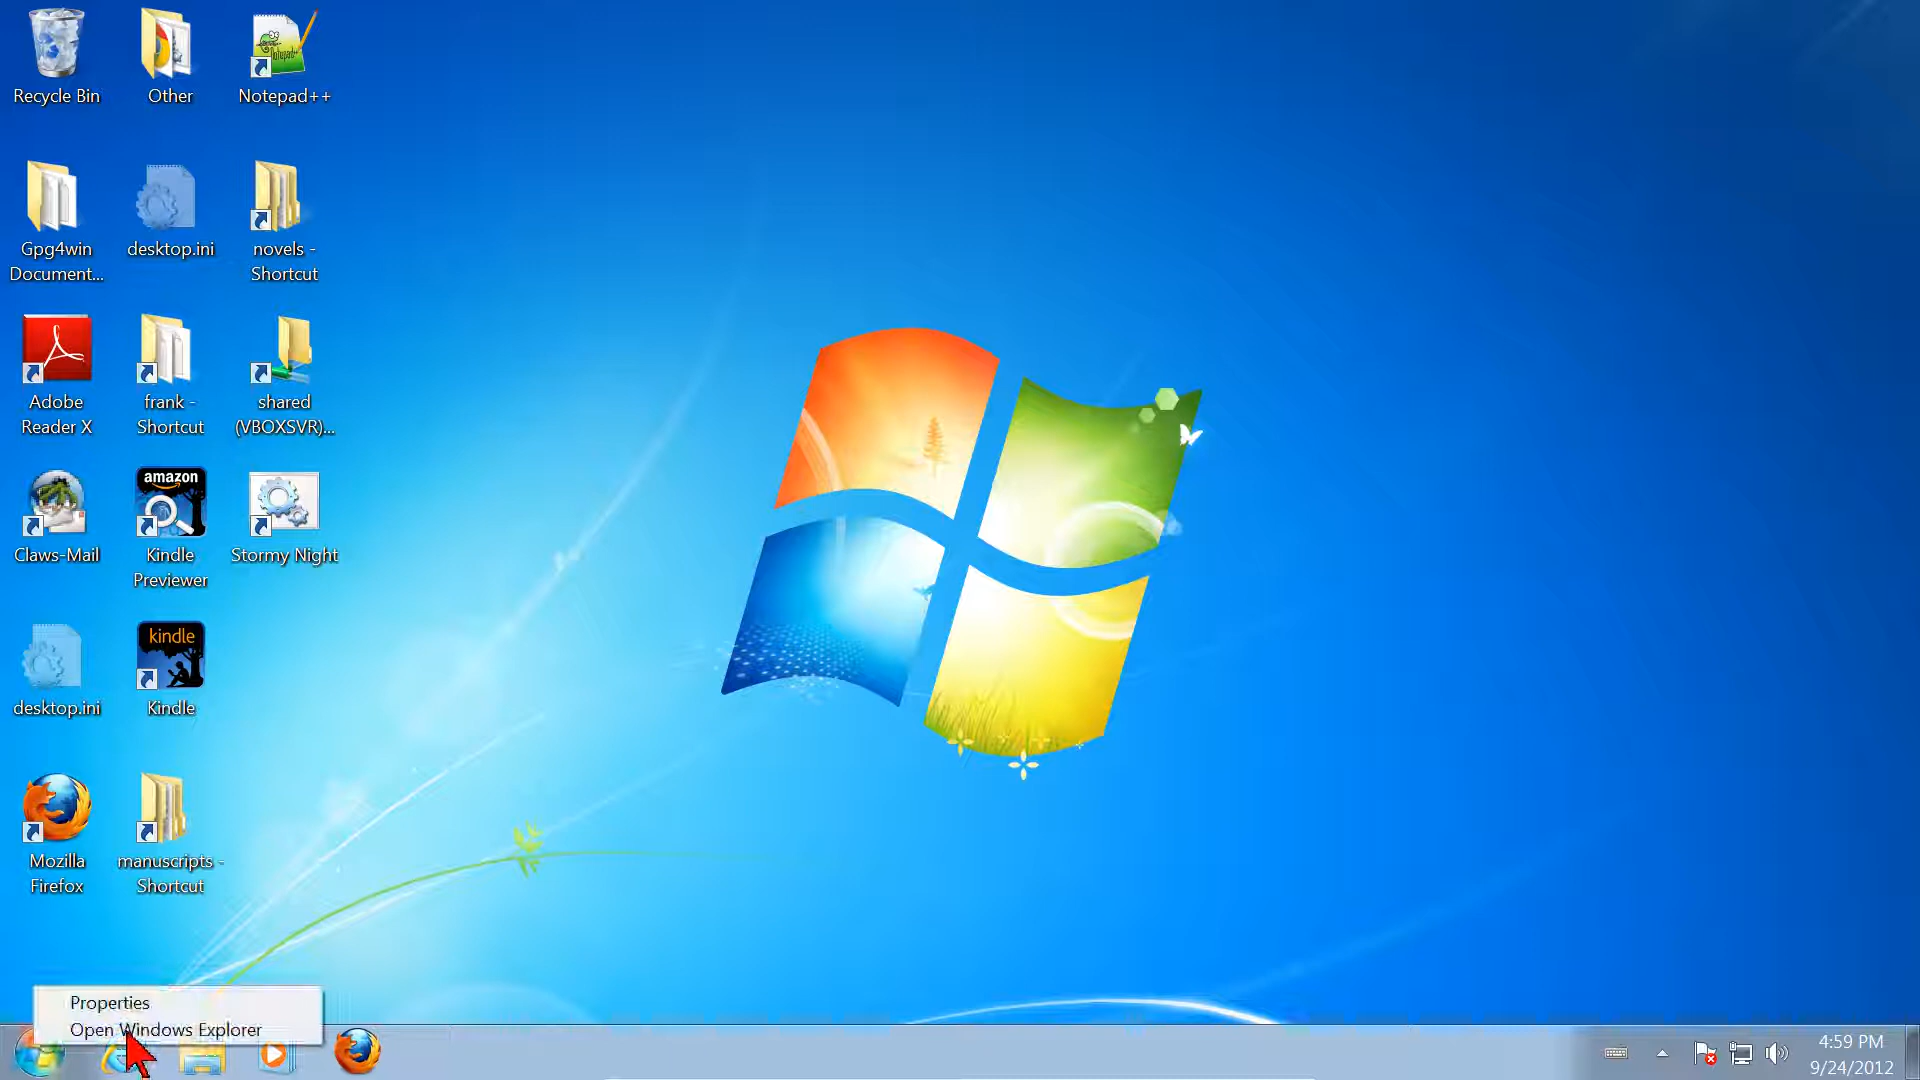 Recycle Bin
Other
Notepad++
Gpg4win
Document...
desktop.ini
novels -
Shortcut
Adobe
Reader X
frank -
Shortcut
shared
(VBOXSVR)...
Claws-Mail
amazon
Kindle
Previewer
Stormy Night
desktop.ini
kindle
Kindle
Mozilla
Firefox
manuscripts -
Shortcut
Properties
Open Windows Explorer
4:59 PM
9/24/2012